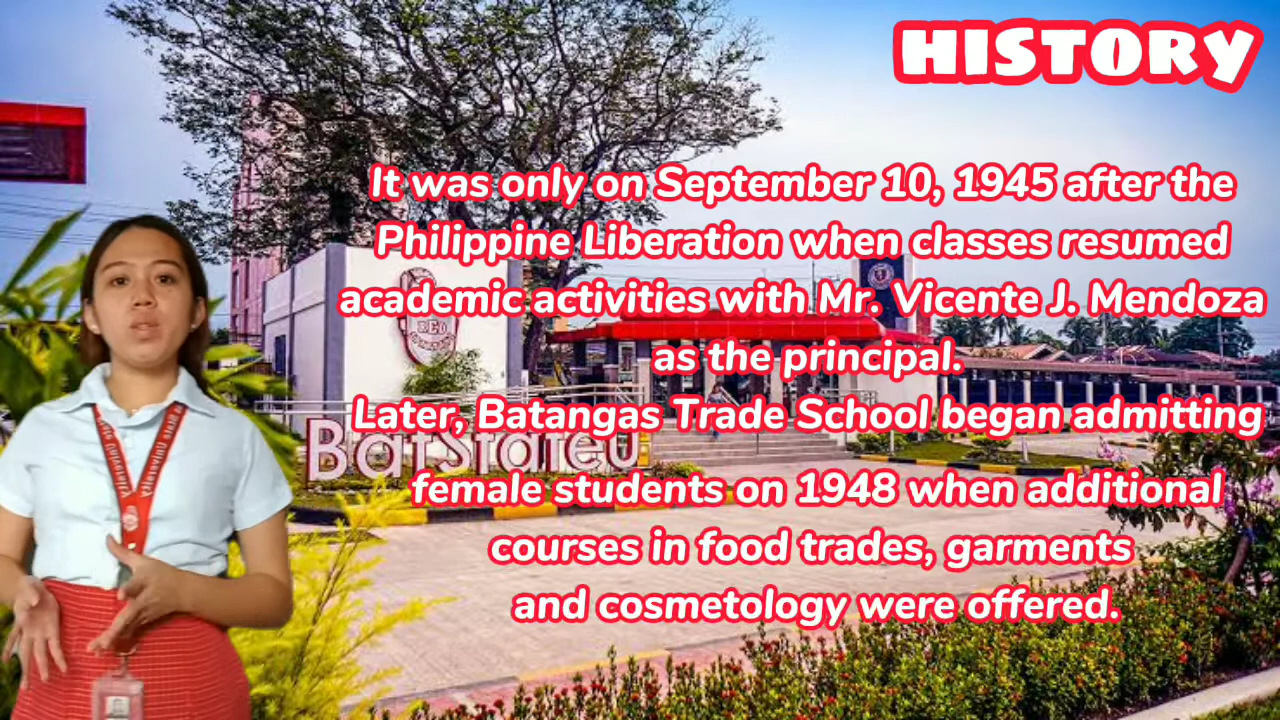 HISTORY
It was only on September 10, 1945 after the
Philippine Liberation when classes resumed
academic activities with Mr. Vicente J. Mendoza
as the principal.
Later, Batangas Trade School began admitting
female students on 1948 when additional
courses in food trades, garments
and cosmetology were offered.
RED
BatStateU